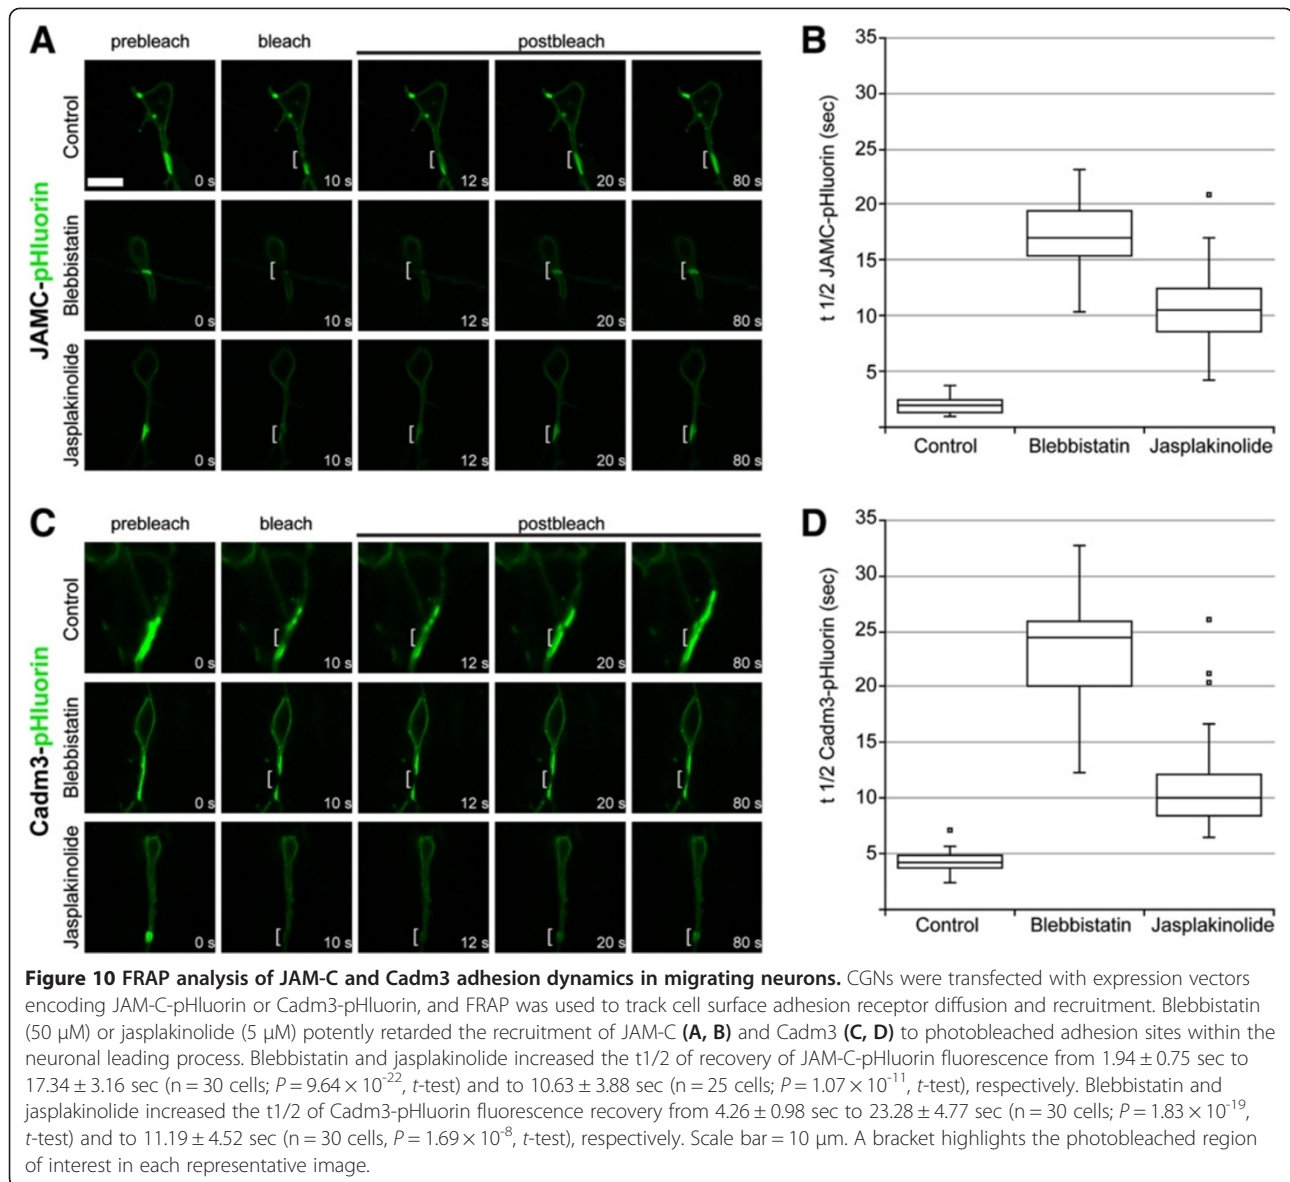 A
prebleach bleach postbleach
JAMC-pHluorin
Control
0 s 10 s 12 s 20 s 80 s
Blebbistatin
0 s 10 s 12 s 20 s 80 s
Jasplakinolide
0 s 10 s 12 s 20 s 80 s
B
t 1/2 JAMC-pHluorin (sec)
35
30
25
20
15
10
5
Control Blebbistatin Jasplakinolide
C
prebleach bleach postbleach
Cadm3-pHluorin
Control
0 s 10 s 12 s 20 s 80 s
Blebbistatin
0 s 10 s 12 s 20 s 80 s
Jasplakinolide
0 s 10 s 12 s 20 s 80 s
D
t 1/2 Cadm3-pHluorin (sec)
35
30
25
20
15
10
5
Control Blebbistatin Jasplakinolide
Figure 10 FRAP analysis of JAM-C and Cadm3 adhesion dynamics in migrating neurons. CGNs were transfected with expression vectors
encoding JAM-C-pHluorin or Cadm3-pHluorin, and FRAP was used to track cell surface adhesion receptor diffusion and recruitment. Blebbistatin
(50 μM) or jasplakinolide (5 μM) potently retarded the recruitment of JAM-C (A, B) and Cadm3 (C, D) to photobleached adhesion sites within the
neuronal leading process. Blebbistatin and jasplakinolide increased the t1/2 of recovery of JAM-C-pHluorin fluorescence from 1.94 ± 0.75 sec to
17.34 ± 3.16 sec (n = 30 cells; P = 9.64 × 10⁻²², t-test) and to 10.63 ± 3.88 sec (n = 25 cells; P = 1.07 × 10⁻¹¹, t-test), respectively. Blebbistatin and
jasplakinolide increased the t1/2 of Cadm3-pHluorin fluorescence recovery from 4.26 ± 0.98 sec to 23.28 ± 4.77 sec (n = 30 cells; P = 1.83 × 10⁻¹⁹,
t-test) and to 11.19 ± 4.52 sec (n = 30 cells, P = 1.69 × 10⁻⁸, t-test), respectively. Scale bar = 10 μm. A bracket highlights the photobleached region
of interest in each representative image.